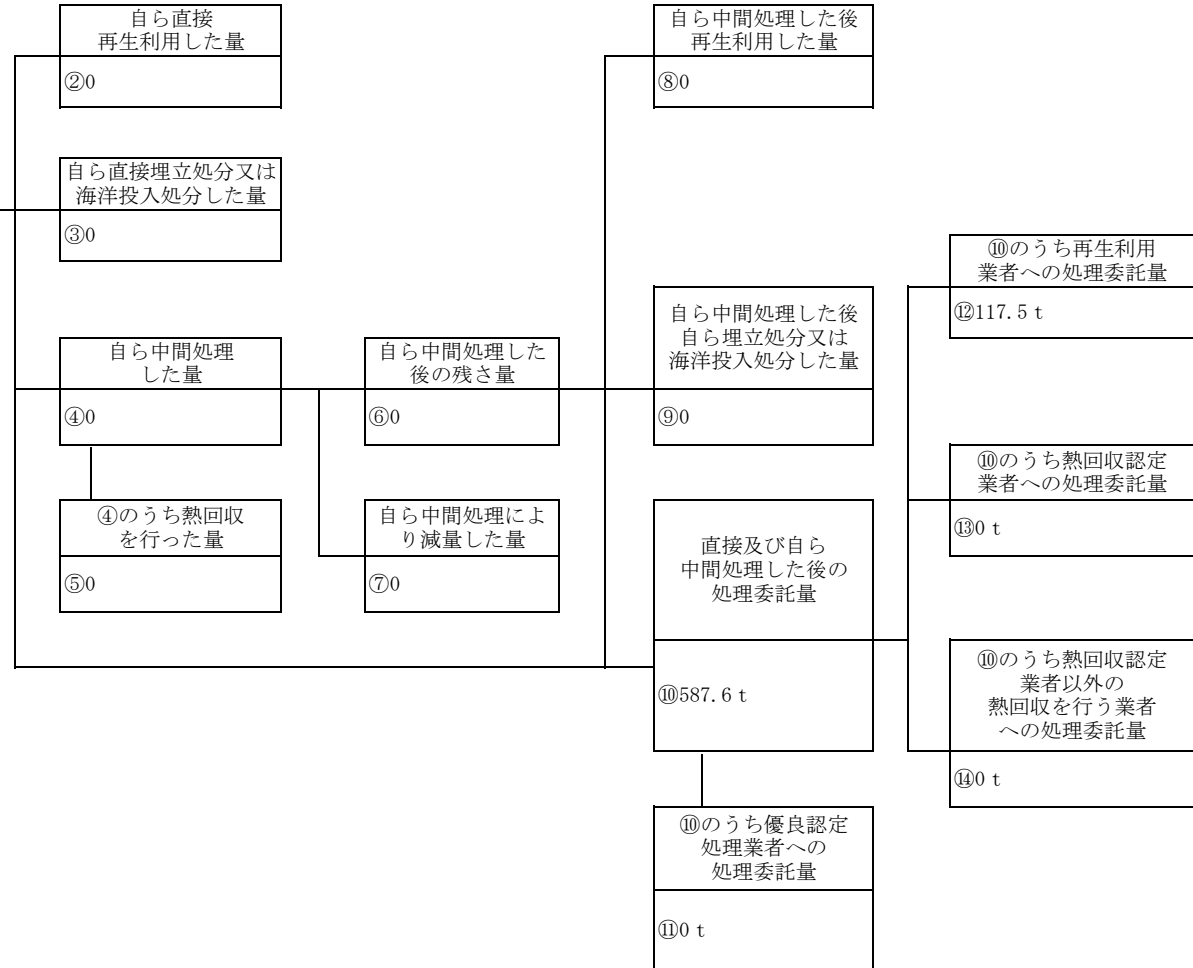 自ら直接
再生利用した量
②0
自ら直接埋立処分又は
海洋投入処分した量
③0
自ら中間処理
した量
④0
④のうち熱回収
を行った量
⑤0
自ら中間処理した
後の残さ量
⑥0
自ら中間処理によ
り減量した量
⑦0
自ら中間処理した後
再生利用した量
⑧0
自ら中間処理した後
自ら埋立処分又は
海洋投入処分した量
⑨0
直接及び自ら
中間処理した後の
処理委託量
⑩587.6 t
⑩のうち優良認定
処理業者への
処理委託量
⑪0 t
⑩のうち再生利用
業者への処理委託量
⑫117.5 t
⑩のうち熱回収認定
業者への処理委託量
⑬0 t
⑩のうち熱回収認定
業者以外の
熱回収を行う業者
への処理委託量
⑭0 t